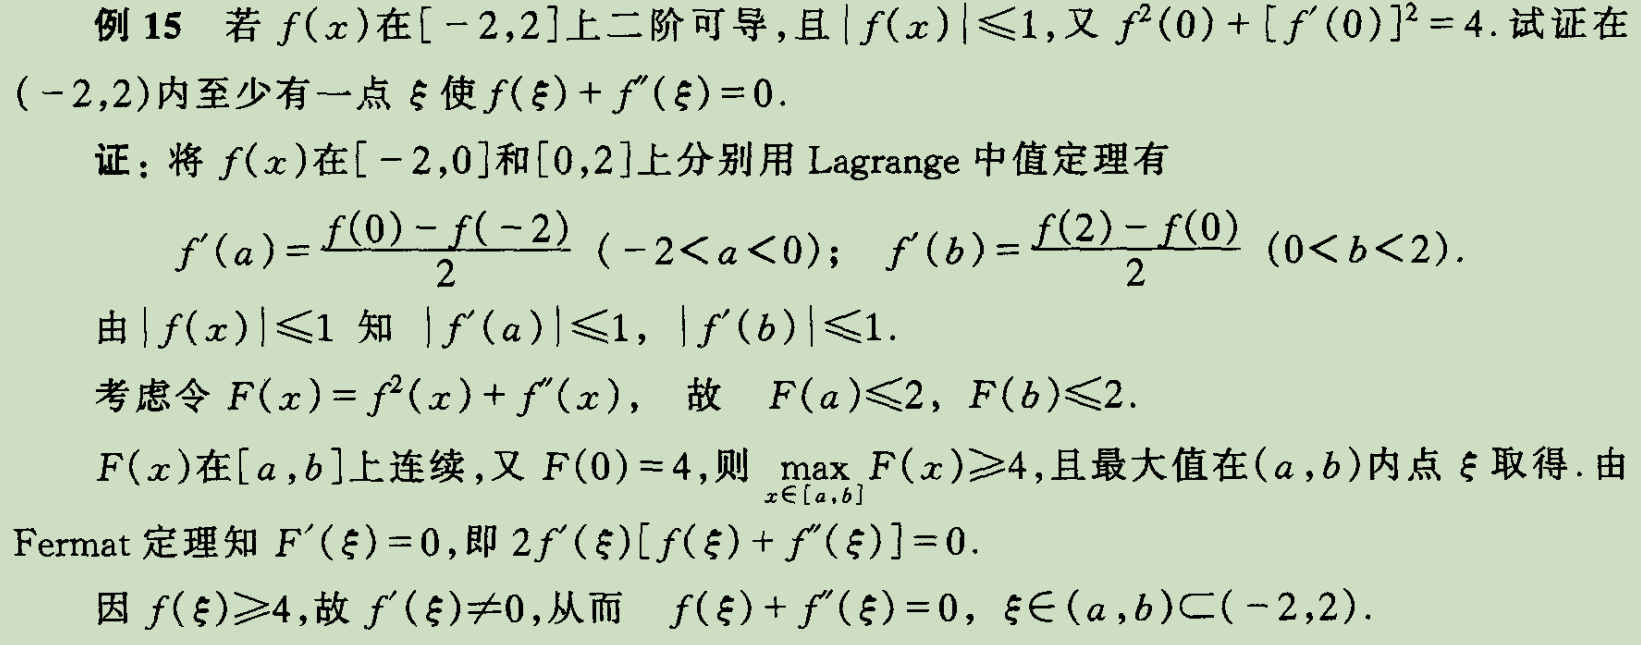 例 15 若 f(x)在[-2,2]上二阶可导,且|f(x)|≤1,又 f²(0)+[f′(0)]²=4.试证在
(-2,2)内至少有一点 ξ 使 f(ξ)+f″(ξ)=0.
证：将 f(x)在[-2,0]和[0,2]上分别用 Lagrange 中值定理有
f′(a)=\frac{f(0)-f(-2)}{2} (-2<a<0)； f′(b)=\frac{f(2)-f(0)}{2} (0<b<2).
由|f(x)|≤1 知 |f′(a)|≤1, |f′(b)|≤1.
考虑令 F(x)=f²(x)+f″(x), 故 F(a)≤2, F(b)≤2.
F(x)在[a,b]上连续,又 F(0)=4,则 \max_{x∈[a,b]} F(x)≥4,且最大值在(a,b)内点 ξ 取得.由
Fermat 定理知 F′(ξ)=0,即 2f′(ξ)[f(ξ)+f″(ξ)]=0.
因 f(ξ)≥4,故 f′(ξ)≠0,从而 f(ξ)+f″(ξ)=0, ξ∈(a,b)⊂(-2,2).